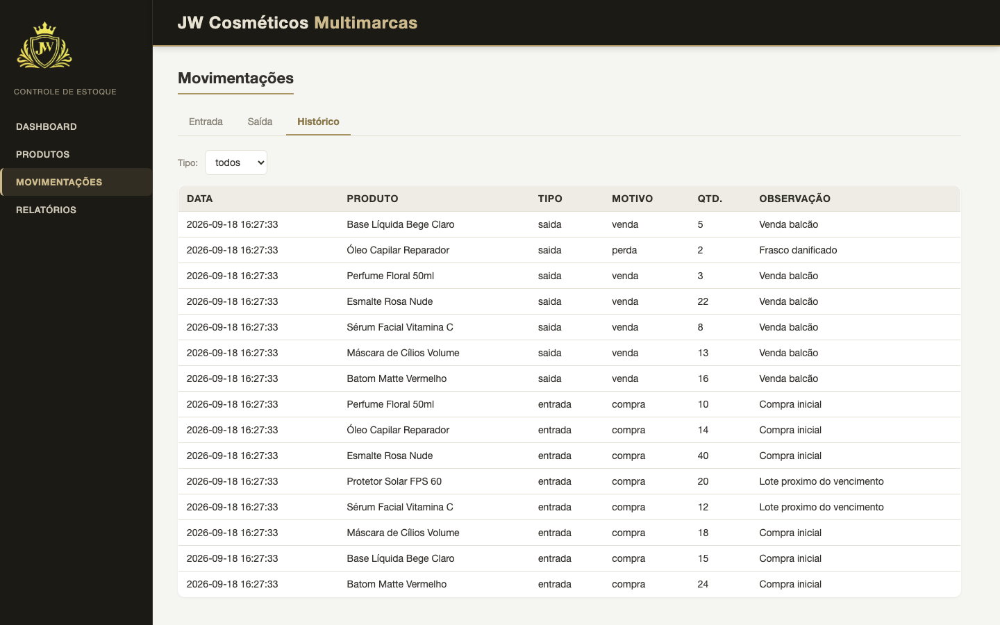 JW
CONTROLE DE ESTOQUE
DASHBOARD
PRODUTOS
MOVIMENTAÇÕES
RELATÓRIOS
JW Cosméticos Multimarcas
Movimentações
Entrada Saída Histórico
Tipo: todos
DATA PRODUTO TIPO MOTIVO QTD. OBSERVAÇÃO
2026-09-18 16:27:33 Base Líquida Bege Claro saida venda 5 Venda balcão
2026-09-18 16:27:33 Óleo Capilar Reparador saida perda 2 Frasco danificado
2026-09-18 16:27:33 Perfume Floral 50ml saida venda 3 Venda balcão
2026-09-18 16:27:33 Esmalte Rosa Nude saida venda 22 Venda balcão
2026-09-18 16:27:33 Sérum Facial Vitamina C saida venda 8 Venda balcão
2026-09-18 16:27:33 Máscara de Cílios Volume saida venda 13 Venda balcão
2026-09-18 16:27:33 Batom Matte Vermelho saida venda 16 Venda balcão
2026-09-18 16:27:33 Perfume Floral 50ml entrada compra 10 Compra inicial
2026-09-18 16:27:33 Óleo Capilar Reparador entrada compra 14 Compra inicial
2026-09-18 16:27:33 Esmalte Rosa Nude entrada compra 40 Compra inicial
2026-09-18 16:27:33 Protetor Solar FPS 60 entrada compra 20 Lote proximo do vencimento
2026-09-18 16:27:33 Sérum Facial Vitamina C entrada compra 12 Lote proximo do vencimento
2026-09-18 16:27:33 Máscara de Cílios Volume entrada compra 18 Compra inicial
2026-09-18 16:27:33 Base Líquida Bege Claro entrada compra 15 Compra inicial
2026-09-18 16:27:33 Batom Matte Vermelho entrada compra 24 Compra inicial